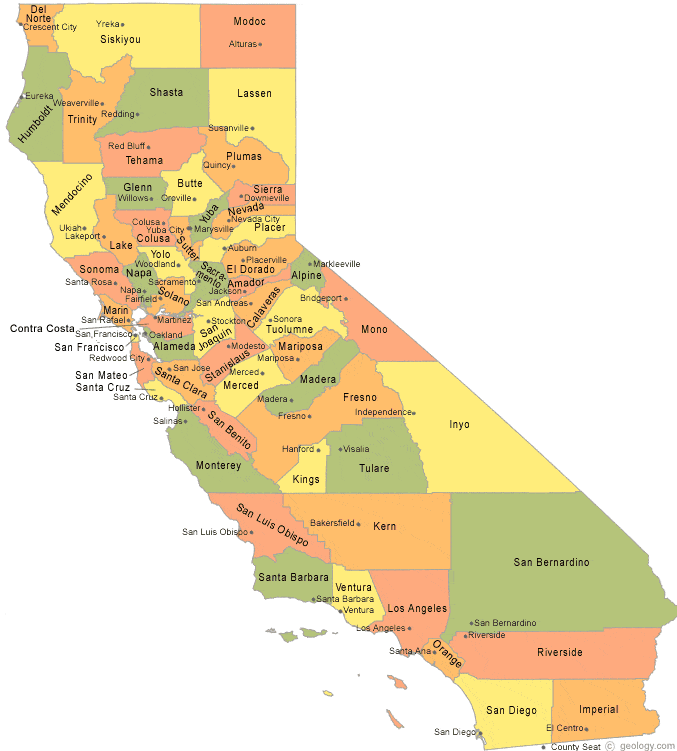 Del
Norte
Crescent City
Yreka
Siskiyou
Modoc
Alturas
Eureka
Humboldt
Weaverville
Trinity
Shasta
Redding
Lassen
Susanville
Red Bluff
Tehama
Plumas
Quincy
Mendocino
Ukiah
Glenn
Willows
Butte
Oroville
Sierra
Downieville
Yuba
Nevada
Nevada City
Lakeport
Lake
Colusa
Colusa
Yuba City
Marysville
Sutter
Placer
Auburn
Yolo
Woodland
Sonoma
Santa Rosa
Napa
Napa
Sacramento
Sacra-
mento
Placerville
El Dorado
Amador
Jackson
Alpine
Markleeville
Fairfield
Solano
San Andreas
Calaveras
Bridgeport
Mono
Marin
San Rafael
Martinez
Contra Costa
Oakland
Alameda
San Francisco
San Francisco
Stockton
San
Joaquin
Sonora
Tuolumne
Redwood City
San Mateo
San Jose
Santa Clara
Santa Cruz
Santa Cruz
Modesto
Stanislaus
Mariposa
Mariposa
Merced
Merced
Madera
Madera
Hollister
San Benito
Salinas
Monterey
Fresno
Fresno
Independence
Inyo
Hanford
Kings
Visalia
Tulare
San Luis Obispo
San Luis Obispo
Bakersfield
Kern
San Bernardino
San Bernardino
Santa Barbara
Santa Barbara
Ventura
Ventura
Los Angeles
Los Angeles
Riverside
Riverside
Santa Ana
Orange
San Diego
San Diego
Imperial
El Centro
County Seat
© geology.com